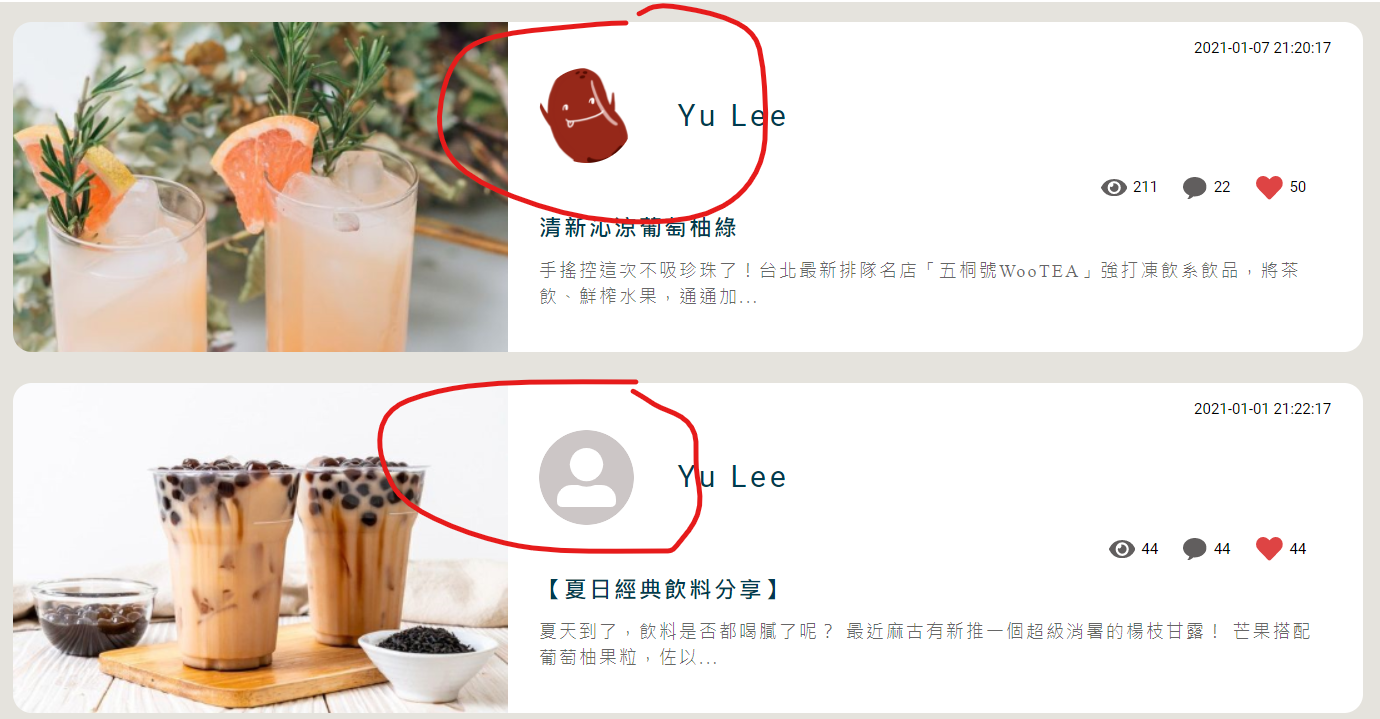 2021-01-07 21:20:17
Yu Lee
211 22 50
清新沁涼葡萄柚綠
手搖控這次不吸珍珠了！台北最新排隊名店「五桐號WooTEA」強打凍飲系飲品，將茶
飲、鮮榨水果，通通加...
2021-01-01 21:22:17
Yu Lee
44 44 44
【夏日經典飲料分享】
夏天到了，飲料是否都喝膩了呢？ 最近麻古有新推一個超級消暑的楊枝甘露！ 芒果搭配
葡萄柚果粒，佐以...